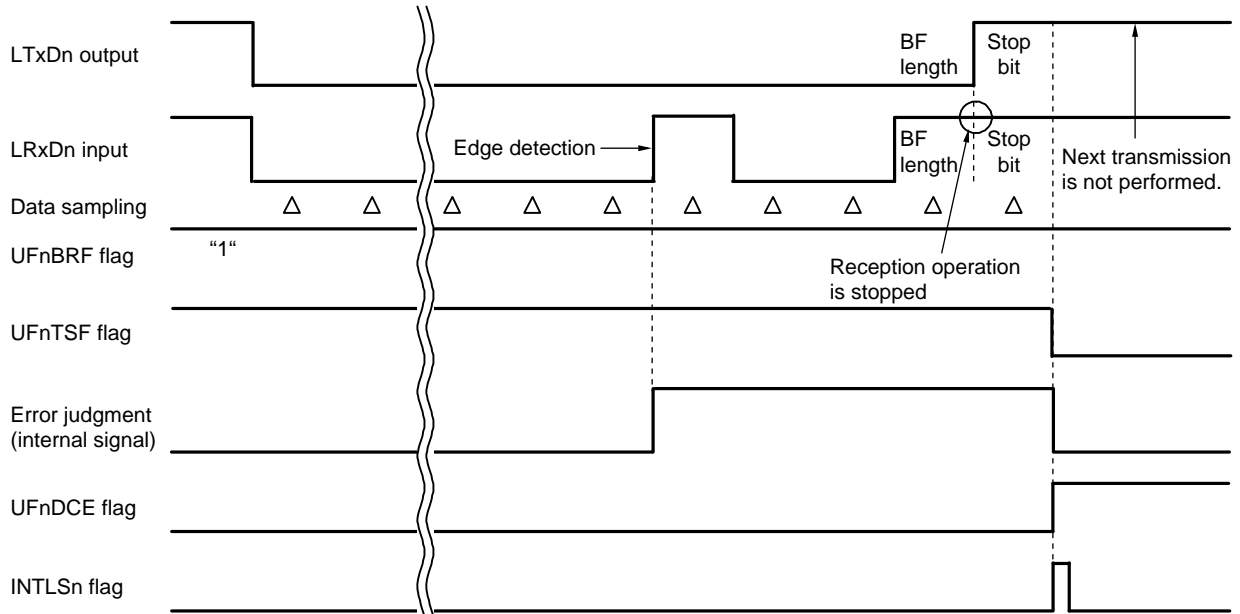 LTxDn output
BF
length
Stop
bit
LRxDn input
Edge detection
BF
length
Stop
bit
Next transmission
is not performed.
Data sampling
UFnBRF flag
“1“
Reception operation
is stopped
UFnTSF flag
Error judgment
(internal signal)
UFnDCE flag
INTLSn flag